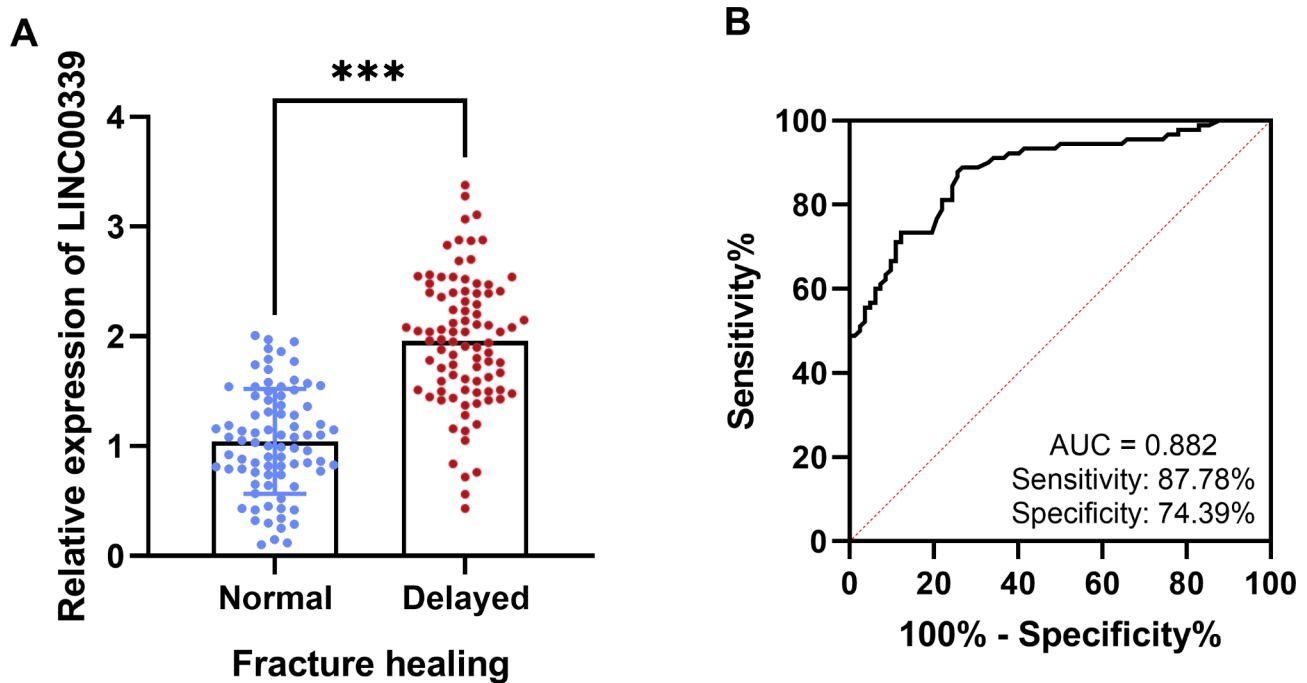 A
Relative expression of LINC00339
4
3
2
1
0
***
Normal
Delayed
Fracture healing
B
Sensitivity%
100
80
60
40
20
0
AUC = 0.882
Sensitivity: 87.78%
Specificity: 74.39%
0 20 40 60 80 100
100% - Specificity%